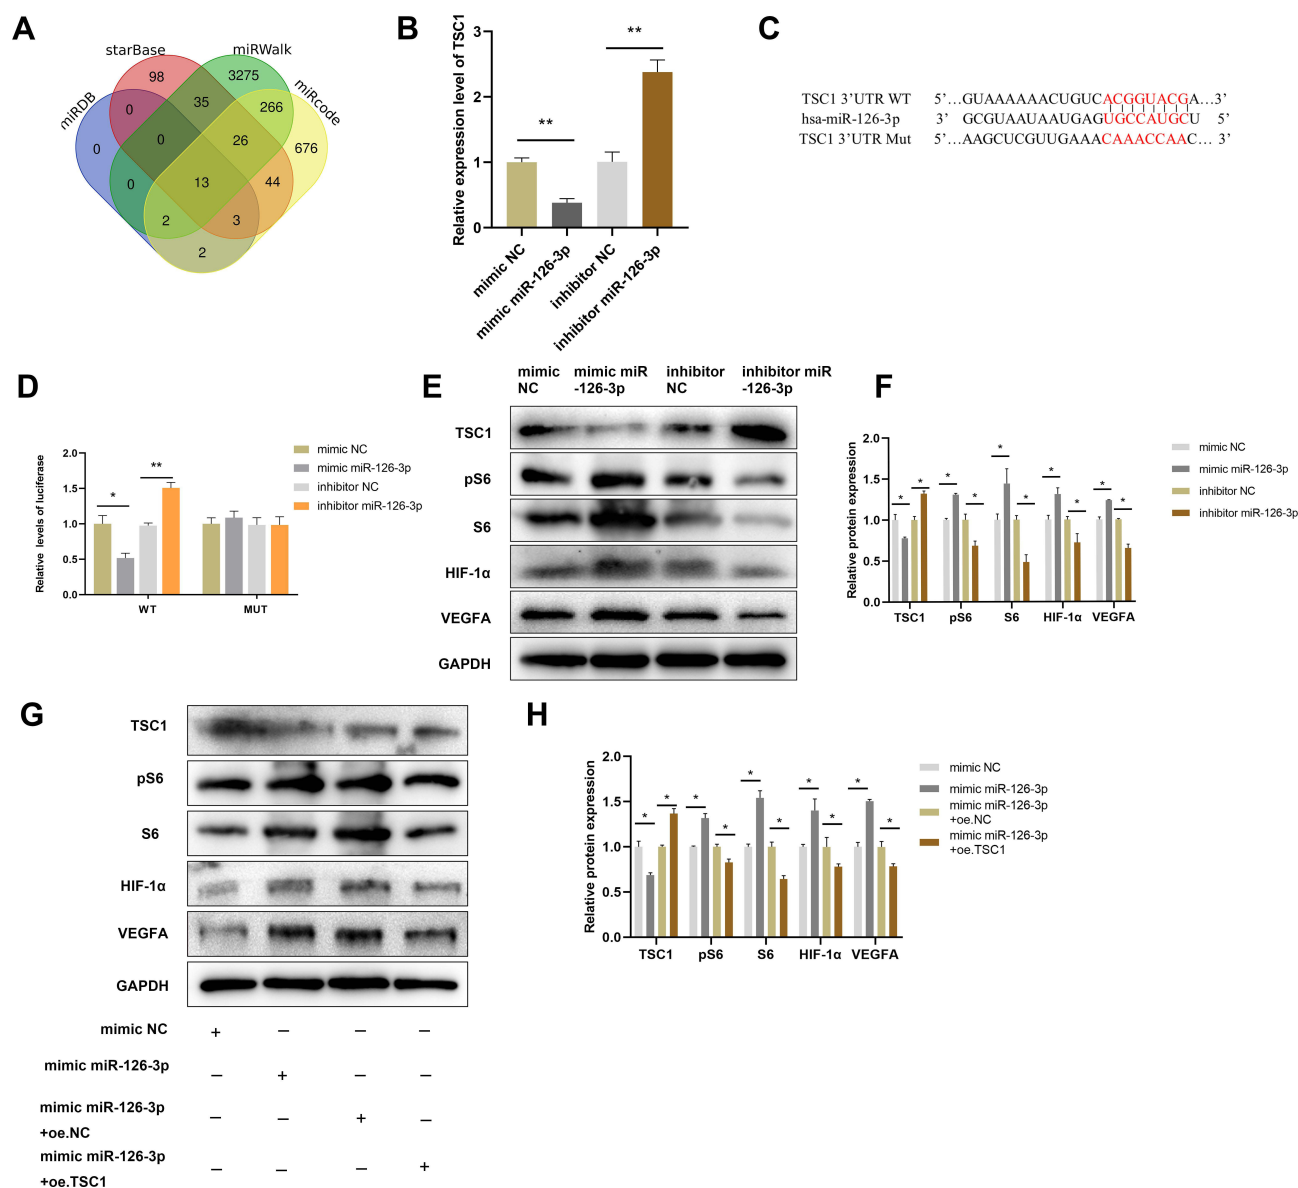 A
starBase
miRWalk
miRDB
miRcode
98
3275
0
35
266
0
0
26
676
0
13
44
2
3
2
B
Relative expression level of TSC1
3
2
1
0
**
**
mimic NC
mimic miR-126-3p
inhibitor NC
inhibitor miR-126-3p
C
TSC1 3’UTR WT 5’…GUAAAAAACUGUCACGGUACGA…3’
hsa-miR-126-3p 3’ GCGUAAUAAUGAGUGCCAUGCU 5’
TSC1 3’UTR Mut 5’…AAGCUCGUUGAAACAAACCAAC… 3’
D
Relative levels of luciferase
2.0
1.5
1.0
0.5
0.0
*
**
WT
MUT
mimic NC
mimic miR-126-3p
inhibitor NC
inhibitor miR-126-3p
E
mimic NC
mimic miR -126-3p
inhibitor NC
inhibitor miR -126-3p
TSC1
pS6
S6
HIF-1α
VEGFA
GAPDH
F
Relative protein expression
2.0
1.5
1.0
0.5
0.0
* * * * * * * * * *
TSC1 pS6 S6 HIF-1α VEGFA
mimic NC
mimic miR-126-3p
inhibitor NC
inhibitor miR-126-3p
G
TSC1
pS6
S6
HIF-1α
VEGFA
GAPDH
mimic NC + – – –
mimic miR-126-3p – + – –
mimic miR-126-3p
+oe.NC – – + –
mimic miR-126-3p
+oe.TSC1 – – – +
H
Relative protein expression
2.0
1.5
1.0
0.5
0.0
* * * * * * * * * *
TSC1 pS6 S6 HIF-1α VEGFA
mimic NC
mimic miR-126-3p
mimic miR-126-3p
+oe.NC
mimic miR-126-3p
+oe.TSC1